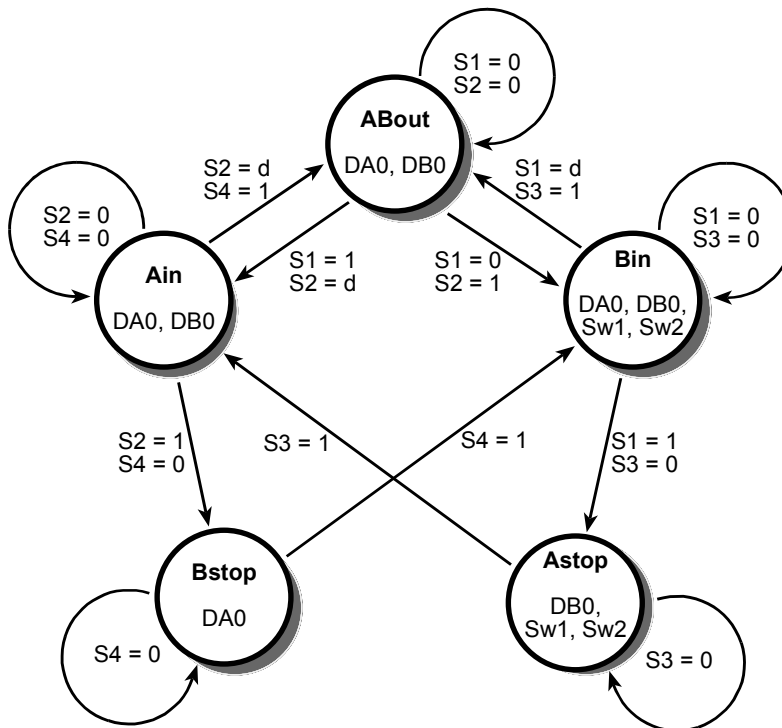 S1 = 0
S2 = 0
ABout
DA0, DB0
S2 = d
S4 = 1
S1 = d
S3 = 1
S2 = 0
S4 = 0
S1 = 0
S3 = 0
Ain
DA0, DB0
S1 = 1
S2 = d
S1 = 0
S2 = 1
Bin
DA0, DB0,
Sw1, Sw2
S2 = 1
S4 = 0
S3 = 1
S4 = 1
S1 = 1
S3 = 0
Bstop
DA0
Astop
DB0,
Sw1, Sw2
S4 = 0
S3 = 0